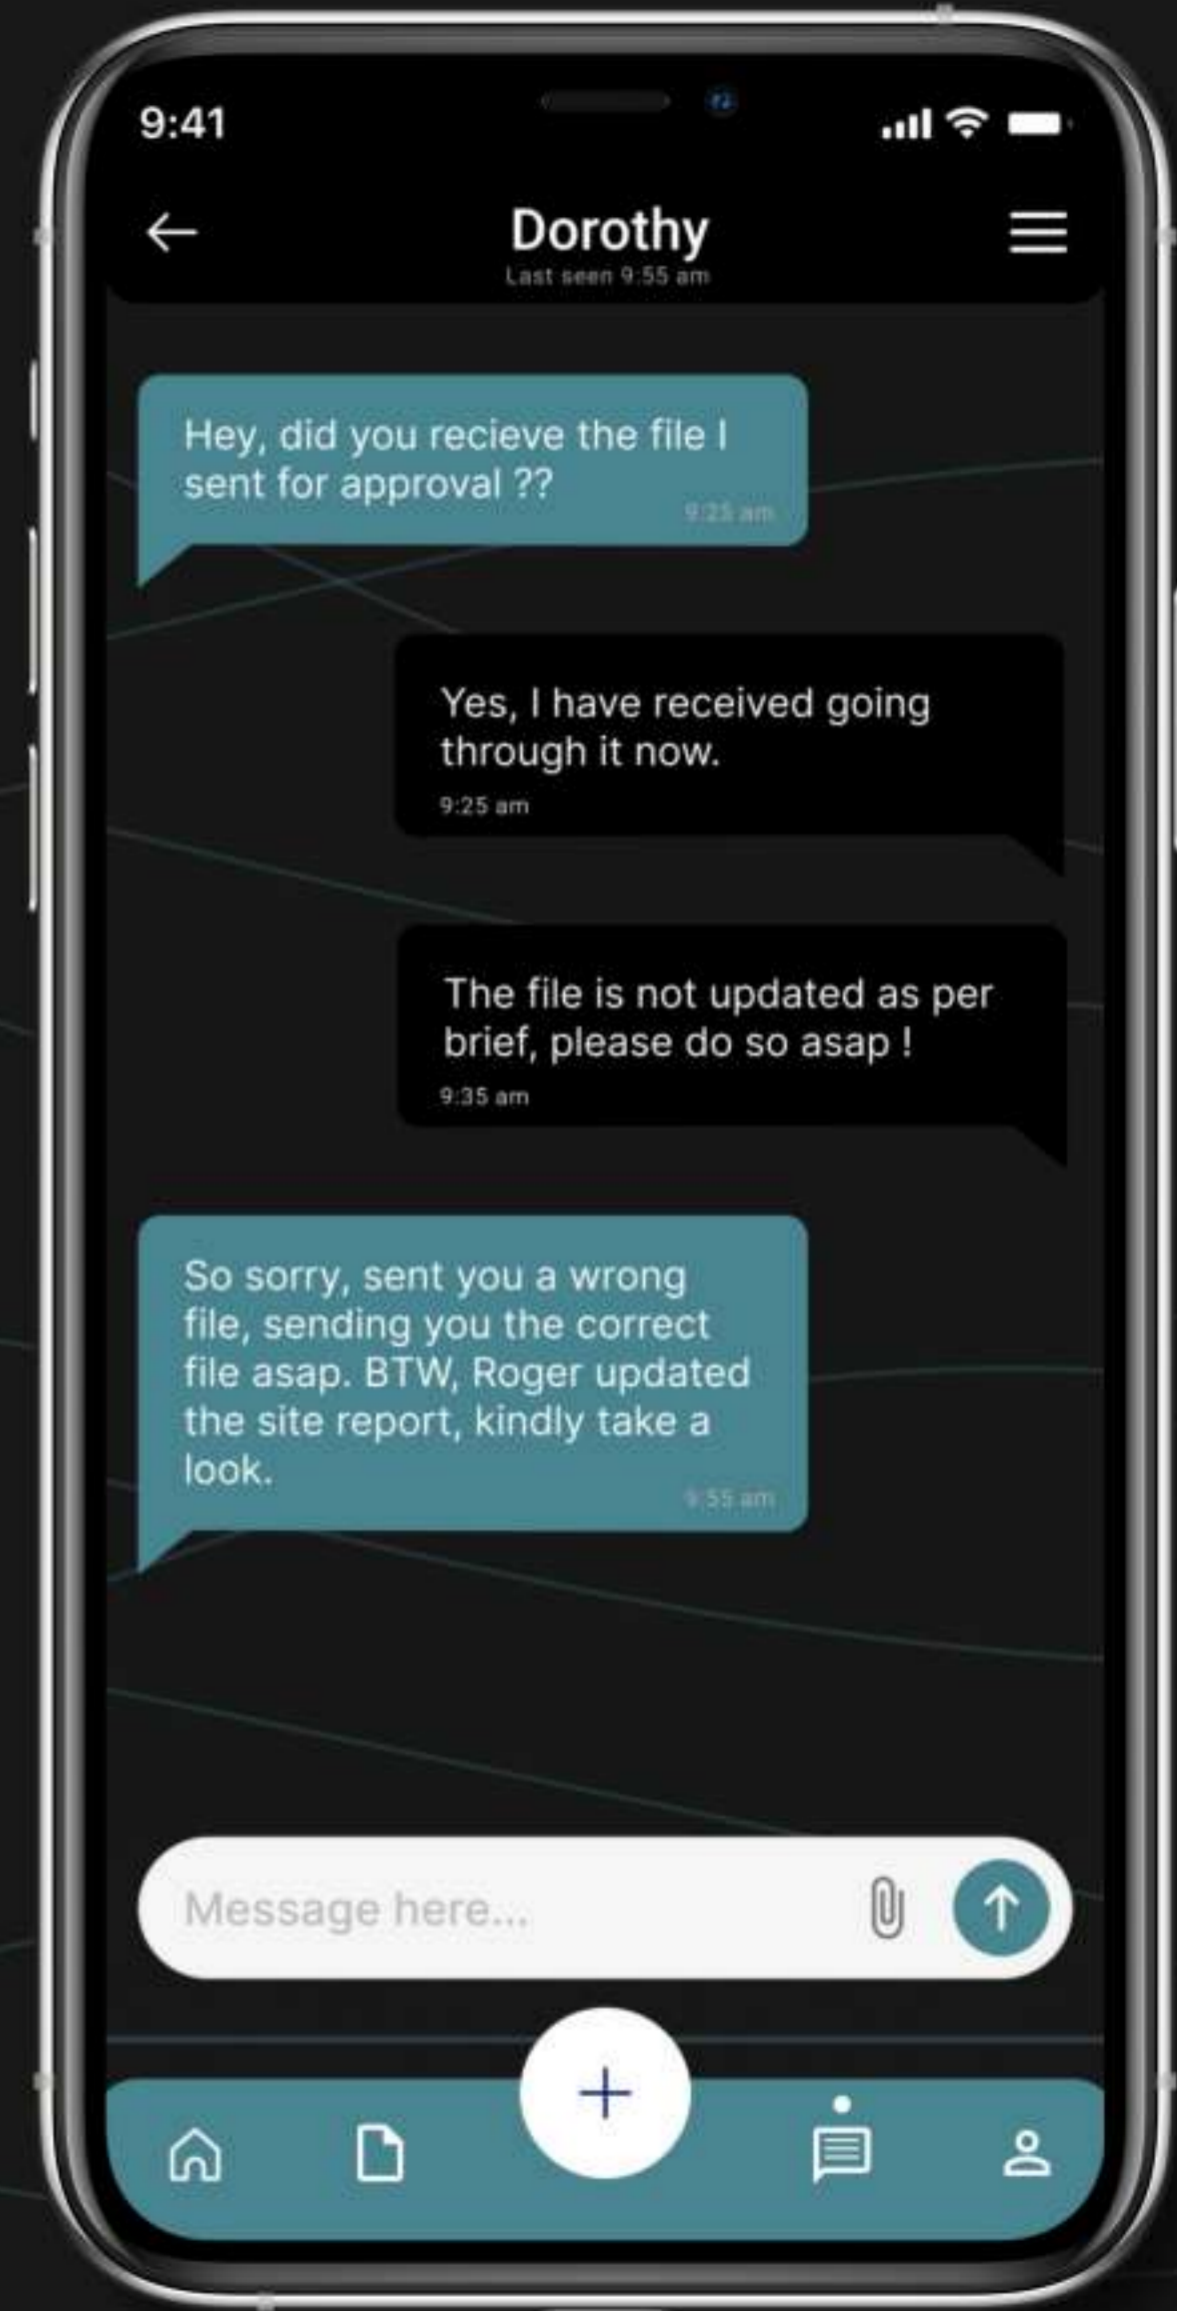 9:41
Dorothy
Last seen 9:55 am
Hey, did you recieve the file I
sent for approval ??
9:25 am
Yes, I have received going
through it now.
9:25 am
The file is not updated as per
brief, please do so asap !
9:35 am
So sorry, sent you a wrong
file, sending you the correct
file asap. BTW, Roger updated
the site report, kindly take a
look.
9:55 am
Message here...